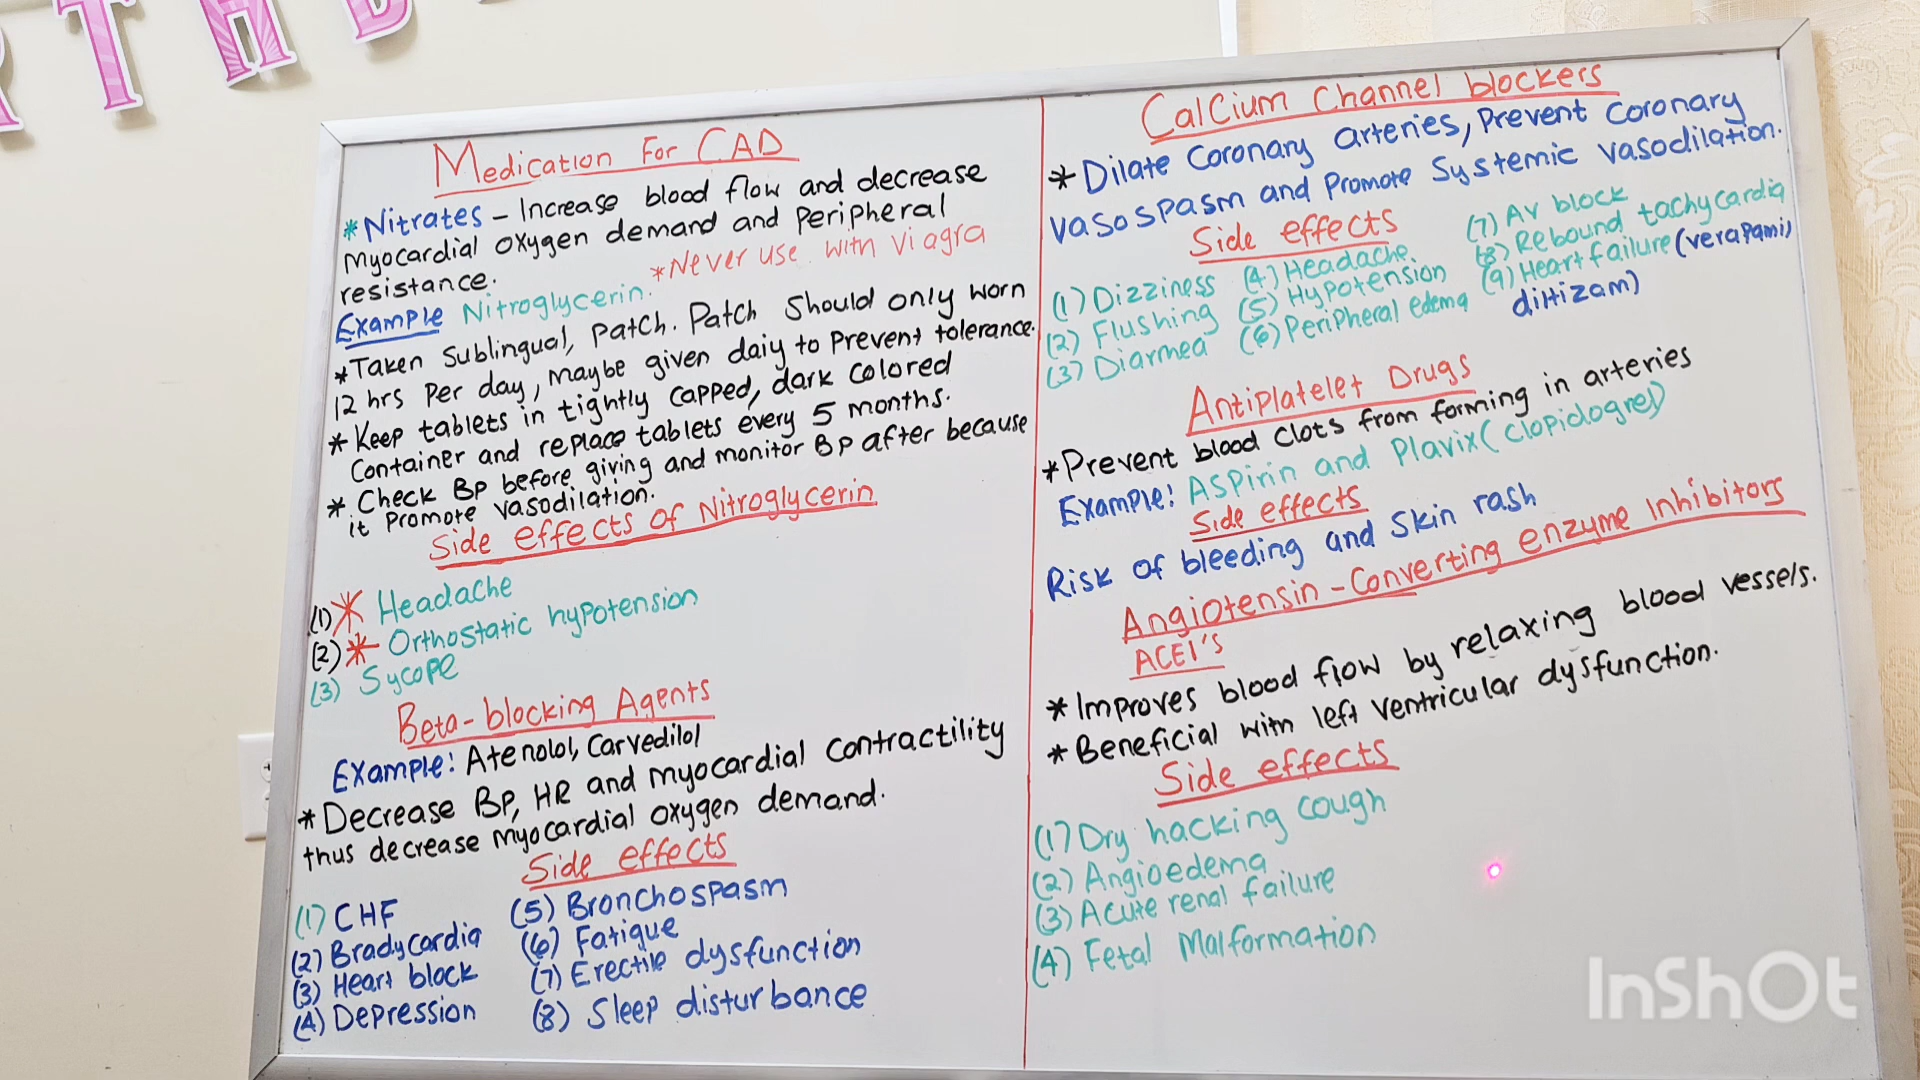 RTHD
Medication For CAD
*Nitrates - Increase blood flow and decrease
myocardial oxygen demand and Peripheral
resistance.
*Never use with Viagra
Example Nitroglycerin.
*Taken sublingual, patch. Patch should only worn
12 hrs Per day, maybe given daiy to Prevent tolerance.
* Keep tablets in tightly capped, dark colored
Container and replace tablets every 5 months.
* Check BP before giving and monitor BP after because
it Promote vasodilation.
Side effects of Nitroglycerin
(1)* Headache
(2)* Orthostatic hypotension
(3) Sycope
Beta-blocking Agents
Example: Atenolol, Carvedilol
*Decrease BP, HR and myocardial contractility
thus decrease myocardial oxygen demand.
Side effects
(1) CHF
(2) Bradycardia
(3) Heart block
(4) Depression
(5) Bronchospasm
(6) Fatigue
(7) Erectile dysfunction
(8) Sleep disturbance
Calcium Channel blockers
*Dilate Coronary arteries, Prevent Coronary
vasospasm and Promote Systemic vasodilation.
Side effects
(1) Dizziness
(2) Flushing
(3) Diarrhea
(4) Headache
(5) Hypotension
(6) Peripheral edema
(7) AV block
(8) Rebound tachycardia
(9) Heart failure (verapamil
diltizam)
Antiplatelet Drugs
*Prevent blood Clots from forming in arteries
Example: Aspirin and Plavix (clopidogrel)
Side effects
Risk of bleeding and Skin rash
Angiotensin-Converting enzyme Inhibitors
ACEI's
*Improves blood flow by relaxing blood vessels.
*Beneficial with left ventricular dysfunction.
Side effects
(1) Dry hacking cough
(2) Angioedema
(3) Acute renal failure
(4) Fetal Malformation
InShOt